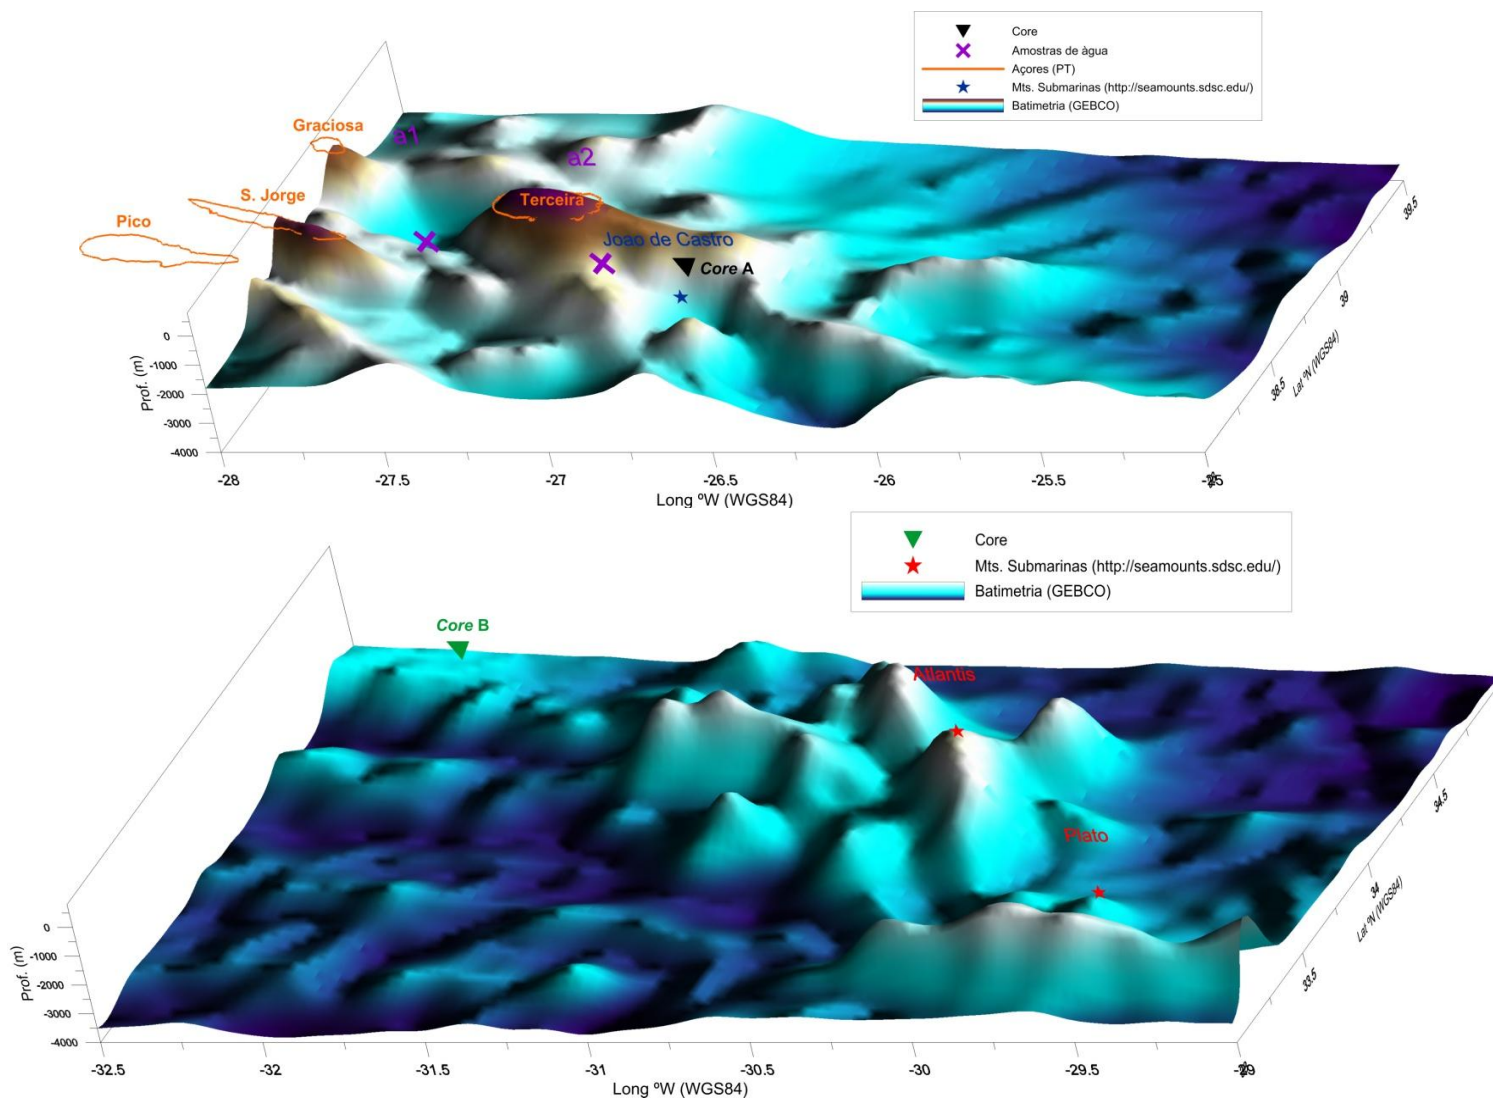 Core
Amostras de àgua
Açores (PT)
Mts. Submarinas (http://seamounts.sdsc.edu/)
Batimetria (GEBCO)
Graciosa
a1
a2
S. Jorge
Terceira
Pico
Joao de Castro
Core A
Prof. (m)
0
-1000
-2000
-3000
-4000
-28
-27.5
-27
-26.5
-26
-25.5
-25
Long ºW (WGS84)
38.5
39
39.5
Lat ºN (WGS84)
Core
Mts. Submarinas (http://seamounts.sdsc.edu/)
Batimetria (GEBCO)
Core B
Atlantis
Plato
Prof. (m)
0
-1000
-2000
-3000
-4000
-32.5
-32
-31.5
-31
-30.5
-30
-29.5
-29
Long ºW (WGS84)
33.5
34
34.5
Lat ºN (WGS84)